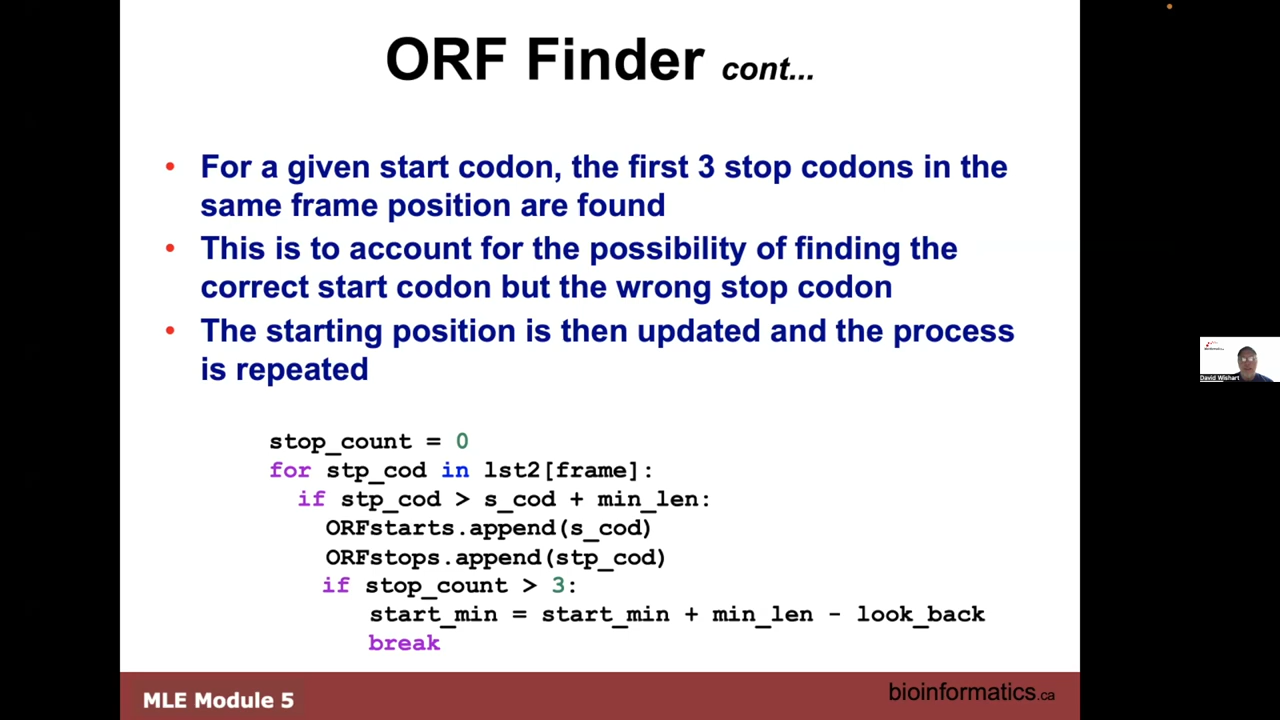 ORF Finder cont...
• For a given start codon, the first 3 stop codons in the
same frame position are found
• This is to account for the possibility of finding the
correct start codon but the wrong stop codon
• The starting position is then updated and the process
is repeated
stop_count = 0
for stp_cod in lst2[frame]:
if stp_cod > s_cod + min_len:
ORFstarts.append(s_cod)
ORFstops.append(stp_cod)
if stop_count > 3:
start_min = start_min + min_len - look_back
break
MLE Module 5
bioinformatics.ca
David Wishart